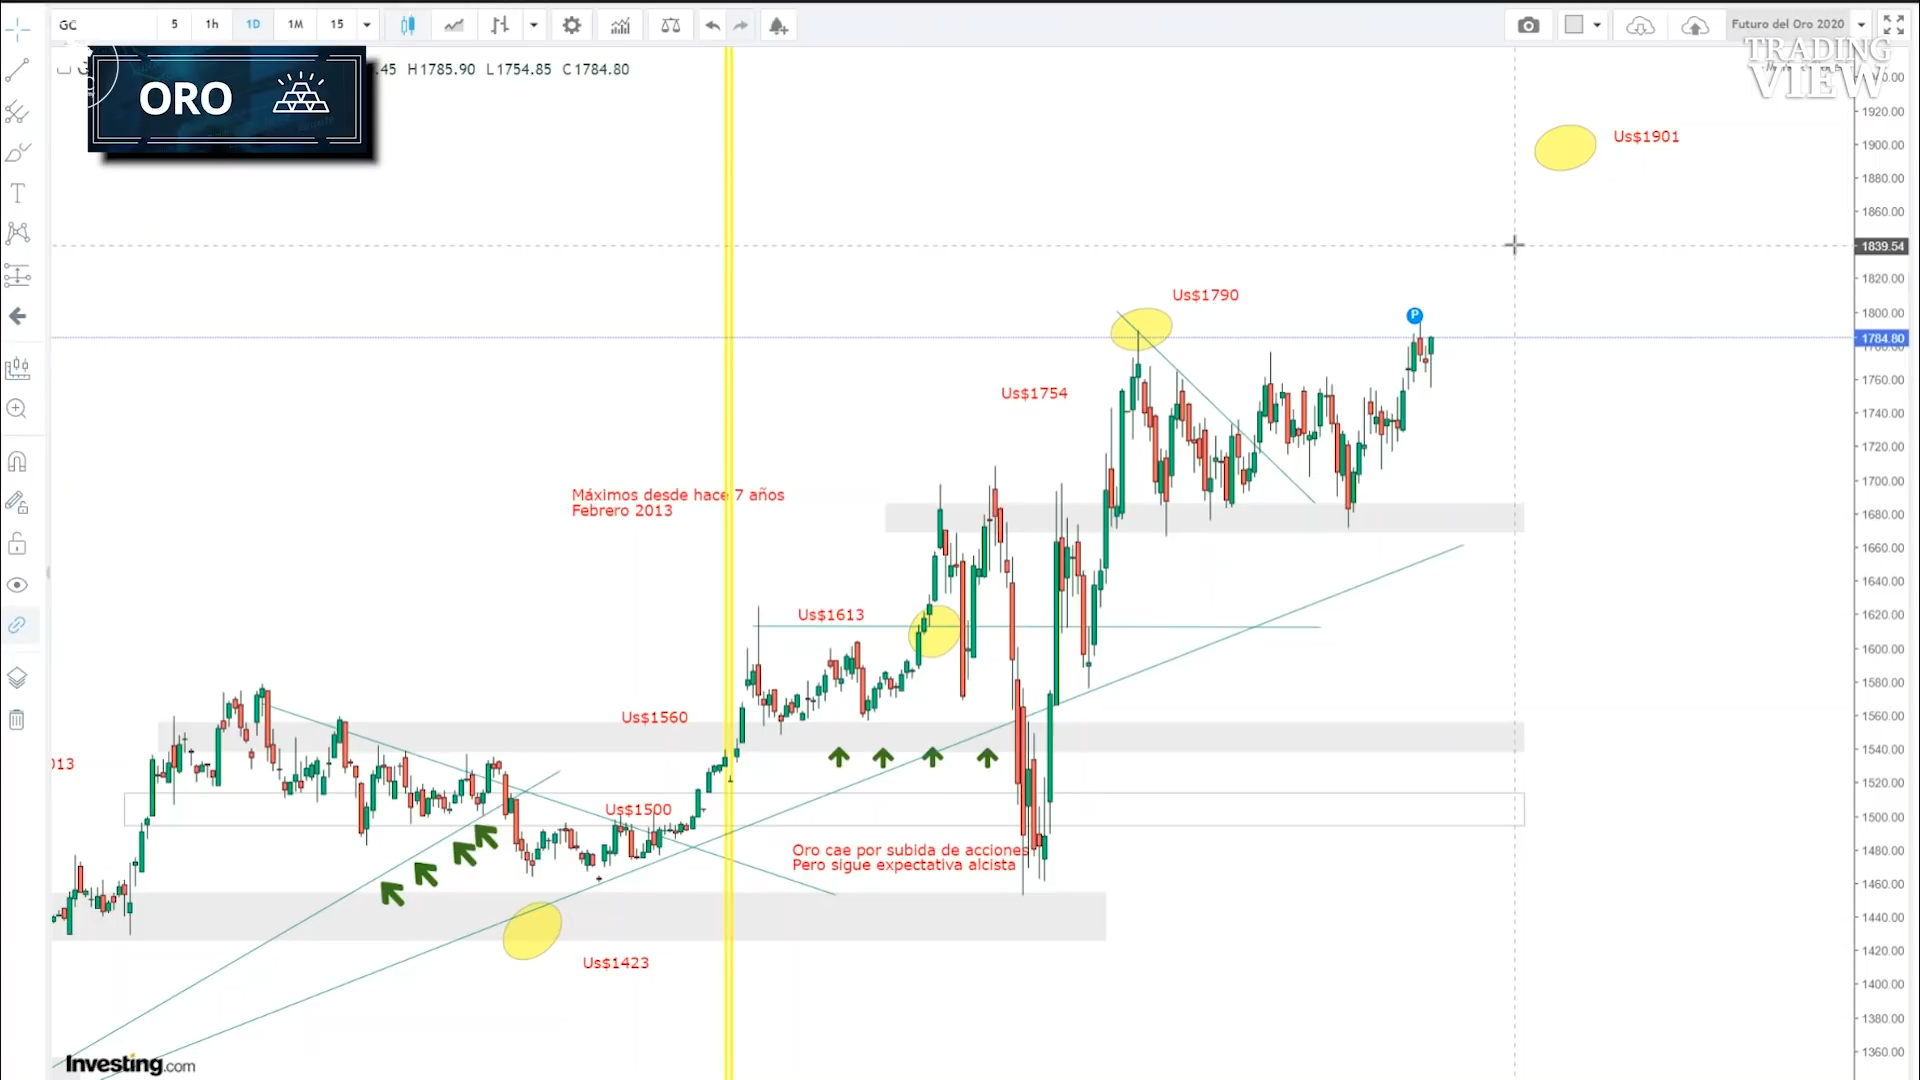 GC
5 1h 1D 1M 15
Futuro del Oro 2020
TRADING
VIEW
ORO
.45 H1785.90 L1754.85 C1784.80
1920.00
1900.00
1880.00
1860.00
1839.54
1820.00
1800.00
1784.80
1760.00
1740.00
1720.00
1700.00
1680.00
1660.00
1640.00
1620.00
1600.00
1580.00
1560.00
1540.00
1520.00
1500.00
1480.00
1460.00
1440.00
1420.00
1400.00
1380.00
1360.00
Us$1901
Us$1790
P
Us$1754
Máximos desde hace 7 años
Febrero 2013
Us$1613
Us$1560
013
Us$1500
Oro cae por subida de acciones
Pero sigue expectativa alcista
Us$1423
Investing.com